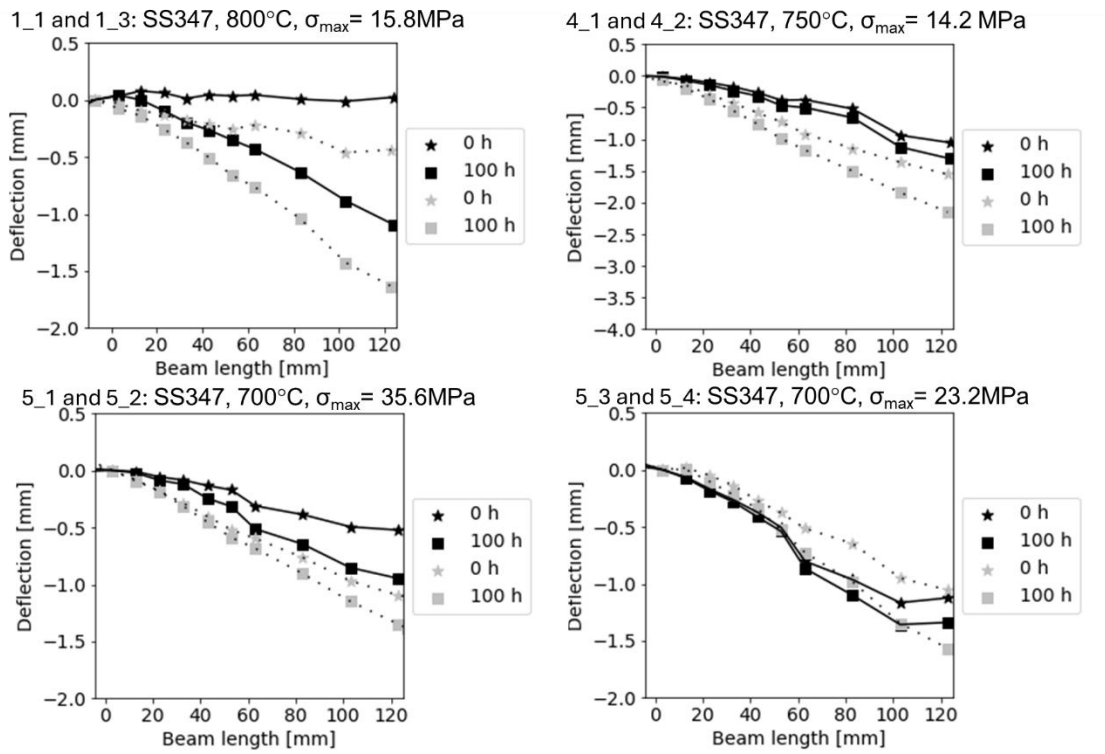 1_1 and 1_3: SS347, 800°C, σmax= 15.8MPa
0.5
0.0
−0.5
−1.0
−1.5
−2.0
Deflection [mm]
0 20 40 60 80 100 120
Beam length [mm]
0 h
100 h
0 h
100 h
4_1 and 4_2: SS347, 750°C, σmax= 14.2 MPa
0.5
0.0
−0.5
−1.0
−1.5
−2.0
−2.5
−3.0
−3.5
−4.0
Deflection [mm]
0 20 40 60 80 100 120
Beam length [mm]
0 h
100 h
0 h
100 h
5_1 and 5_2: SS347, 700°C, σmax= 35.6MPa
0.5
0.0
−0.5
−1.0
−1.5
−2.0
Deflection [mm]
0 20 40 60 80 100 120
Beam length [mm]
0 h
100 h
0 h
100 h
5_3 and 5_4: SS347, 700°C, σmax= 23.2MPa
0.5
0.0
−0.5
−1.0
−1.5
−2.0
Deflection [mm]
0 20 40 60 80 100 120
Beam length [mm]
0 h
100 h
0 h
100 h